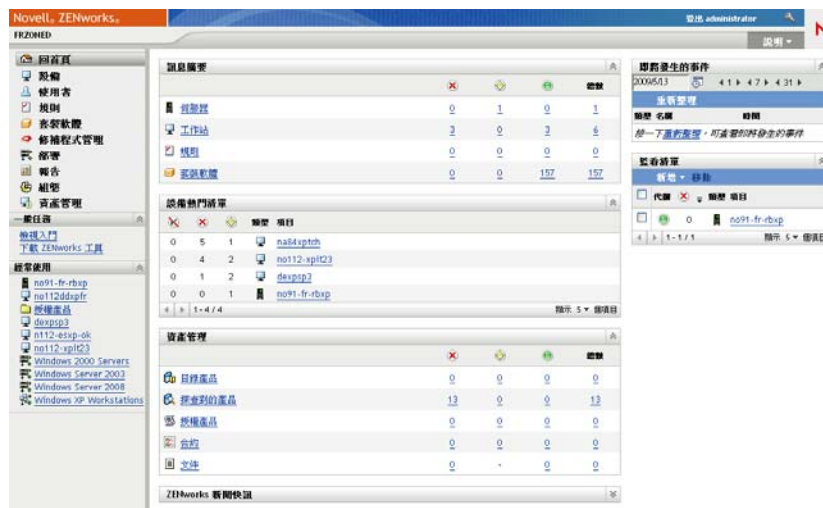 Novell® ZENworks®
登出 administrator
FRZONED
說明
回首頁
設備
使用者
規則
套裝軟體
修補程式管理
部署
報告
組態
資產管理
一般任務
檢視入門
下載 ZENworks 工具
經常使用
no91-fr-rbxp
no112ddxpfr
授權產品
dexpsp3
n112-esxp-ok
no112-xplt23
Windows 2000 Servers
Windows Server 2003
Windows Server 2008
Windows XP Workstations
訊息摘要
總數
伺服器 0 1 0 1
工作站 3 0 3 6
規則 0 0 0 0
套裝軟體 0 0 157 157
設備熱門清單
類型 項目
0 5 1 na84xptch
0 4 2 no112-xplt23
0 1 2 dexpsp3
0 0 1 no91-fr-rbxp
1-4 / 4 顯示 5 個項目
資產管理
總數
目錄產品 0 0 0 0
探查到的產品 13 0 0 13
授權產品 0 0 0 0
合約 0 0 0 0
文件 0 - 0 0
ZENworks 新聞快訊
即將發生的事件
2009/5/13 1 7 31
重新整理
類型 名稱 時間
按一下重新整理，可查看即將發生的事件
監看清單
新增 移除
代辦 類型 項目
0 no91-fr-rbxp
1-1 / 1 顯示 5 個項目